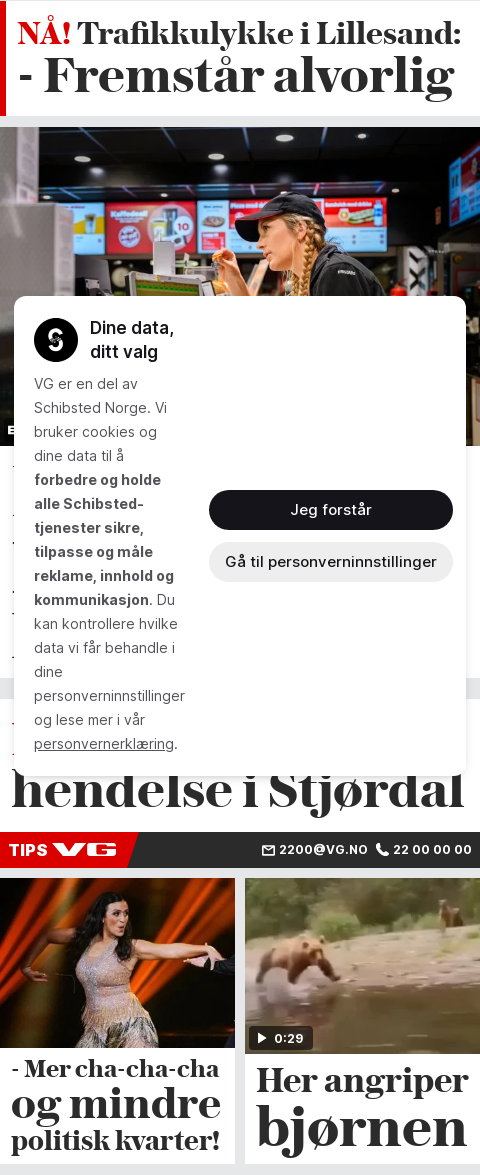 NÅ! Trafikkulykke i Lillesand:
- Fremstår alvorlig
Kaffedeal
10
Dine data,
ditt valg
VG er en del av
Schibsted Norge. Vi
bruker cookies og
dine data til å
forbedre og holde
alle Schibsted-
tjenester sikre,
tilpasse og måle
reklame, innhold og
kommunikasjon. Du
kan kontrollere hvilke
data vi får behandle i
dine
personverninnstillinger
og lese mer i vår
personvernerklæring.
Jeg forstår
Gå til personverninnstillinger
hendelse i Stjørdal
TIPS VG
2200@VG.NO 22 00 00 00
- Mer cha-cha-cha
og mindre
politisk kvarter!
0:29
Her angriper
bjørnen